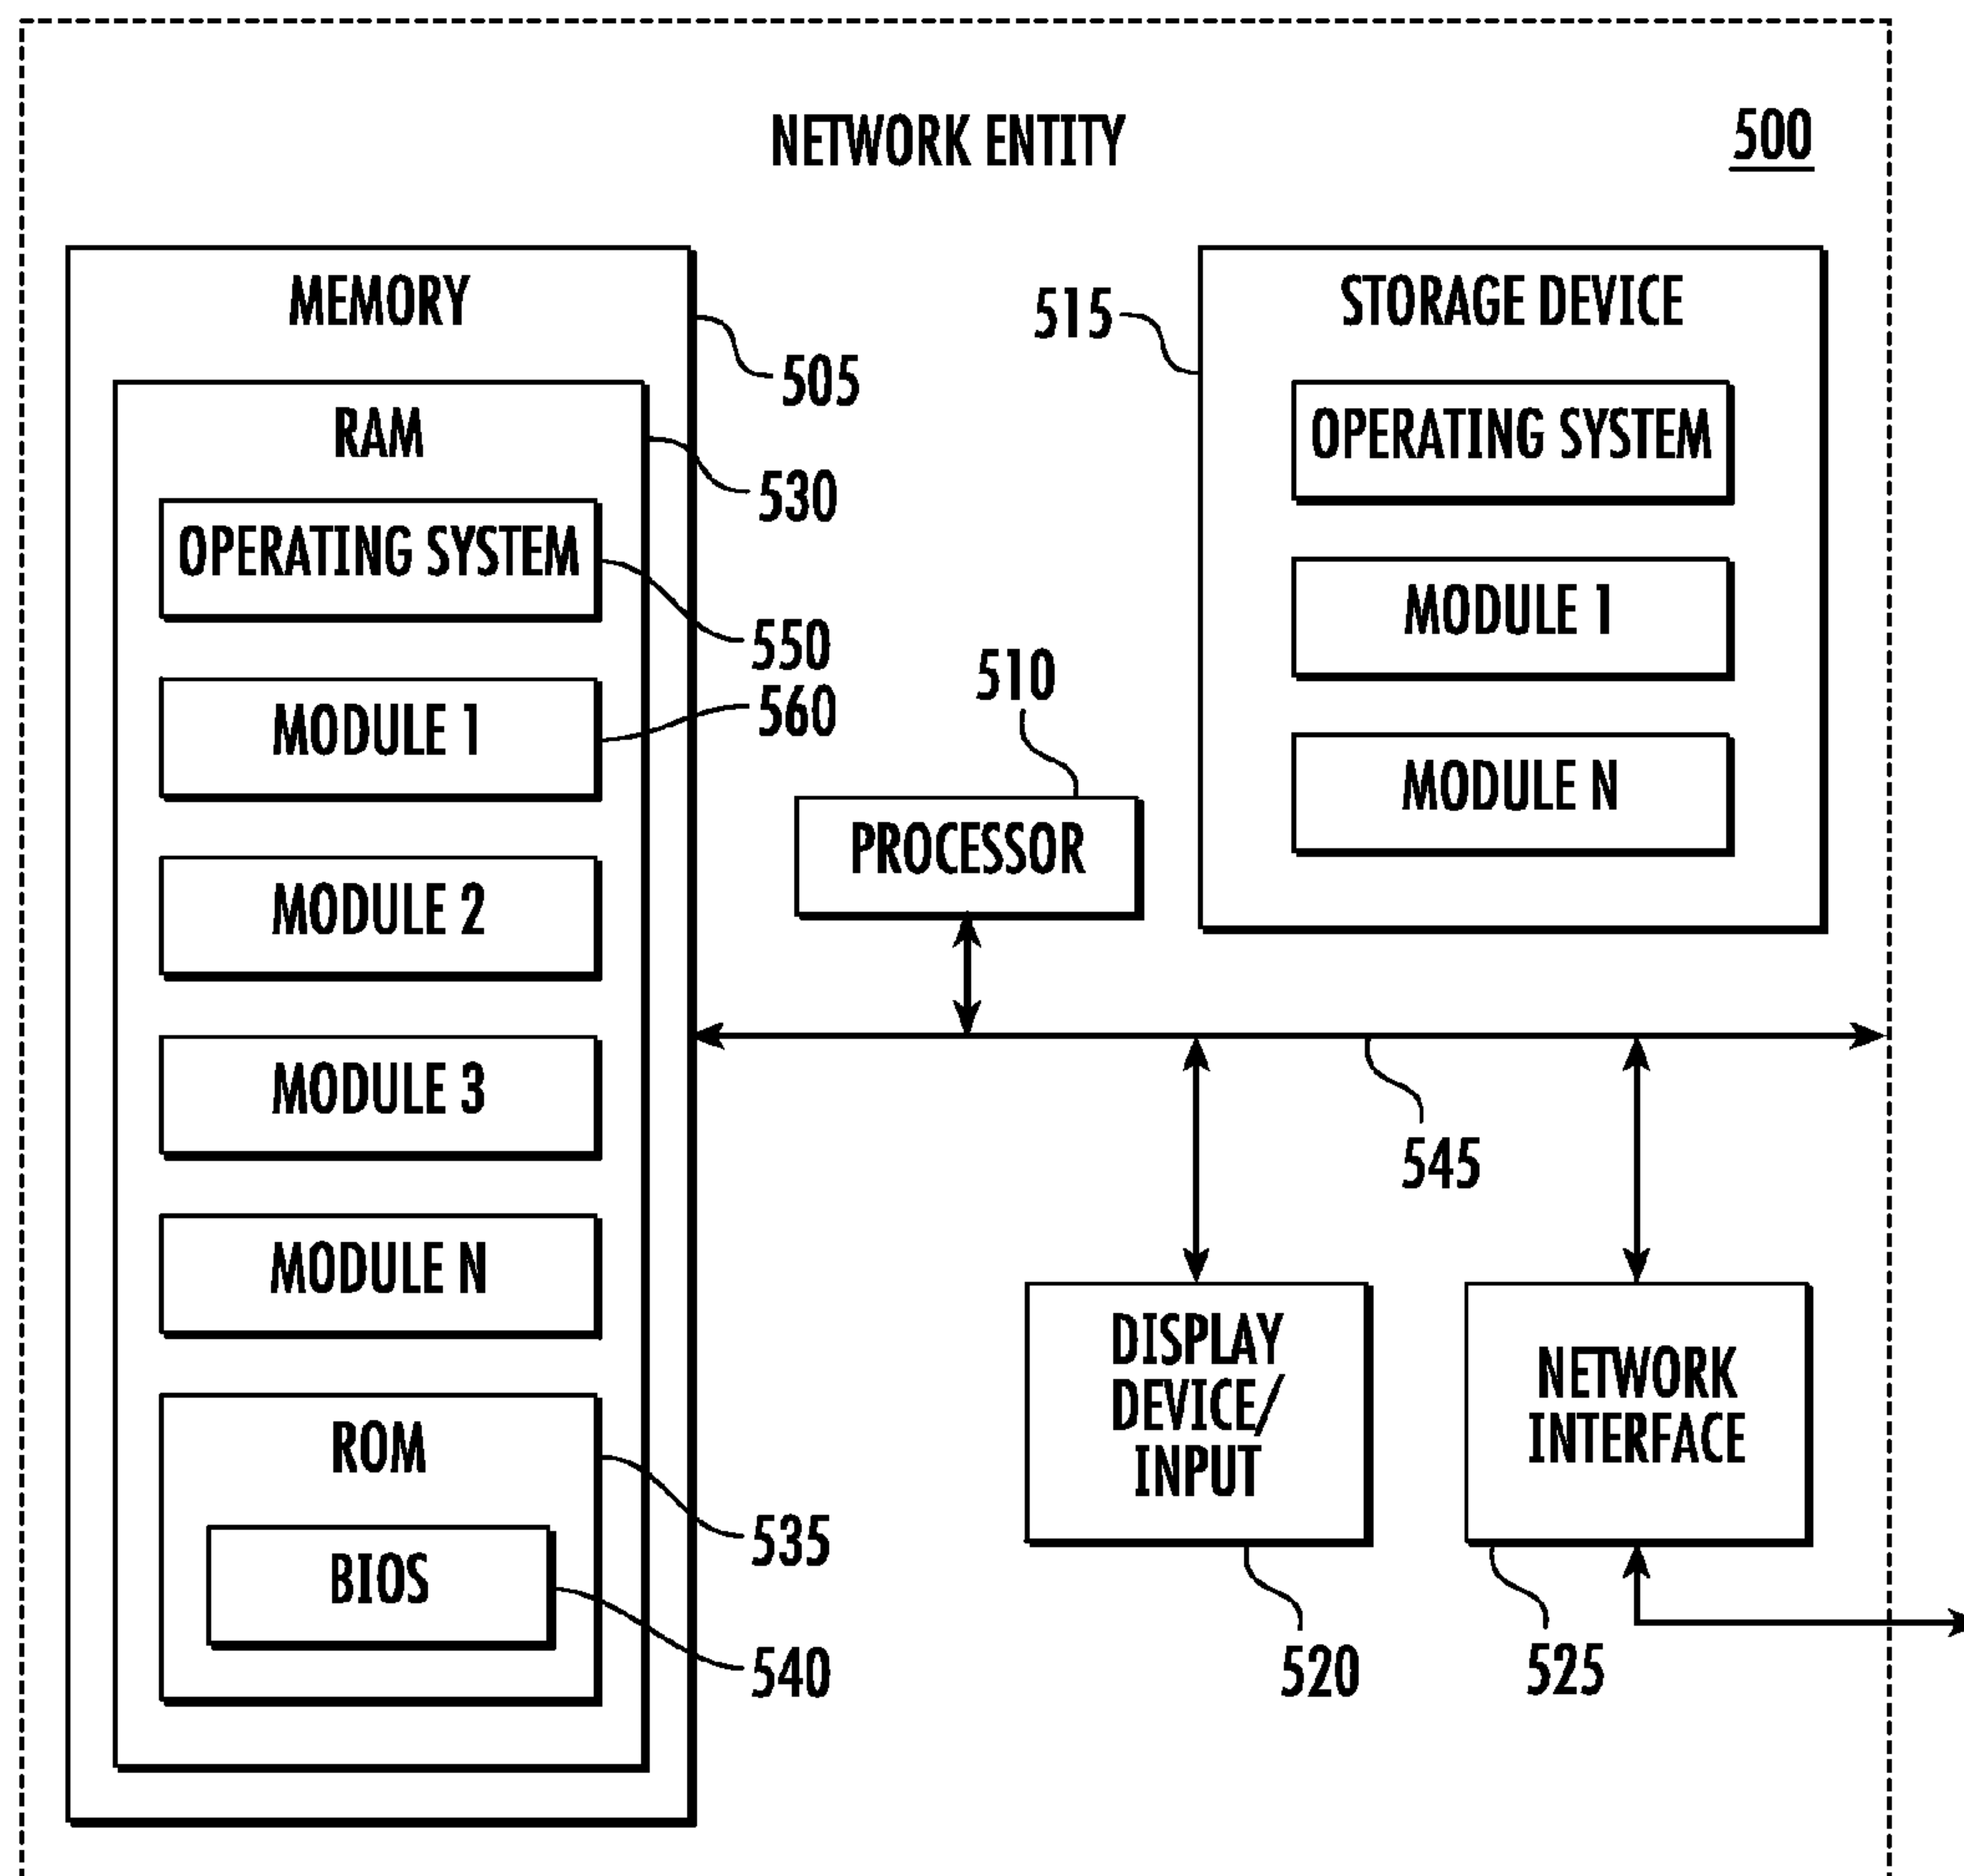 NETWORK ENTITY
500
MEMORY
505
RAM
530
OPERATING SYSTEM
550
MODULE 1
560
MODULE 2
MODULE 3
MODULE N
ROM
535
BIOS
540
510
PROCESSOR
515
STORAGE DEVICE
OPERATING SYSTEM
MODULE 1
MODULE N
545
DISPLAY
DEVICE/
INPUT
520
NETWORK
INTERFACE
525